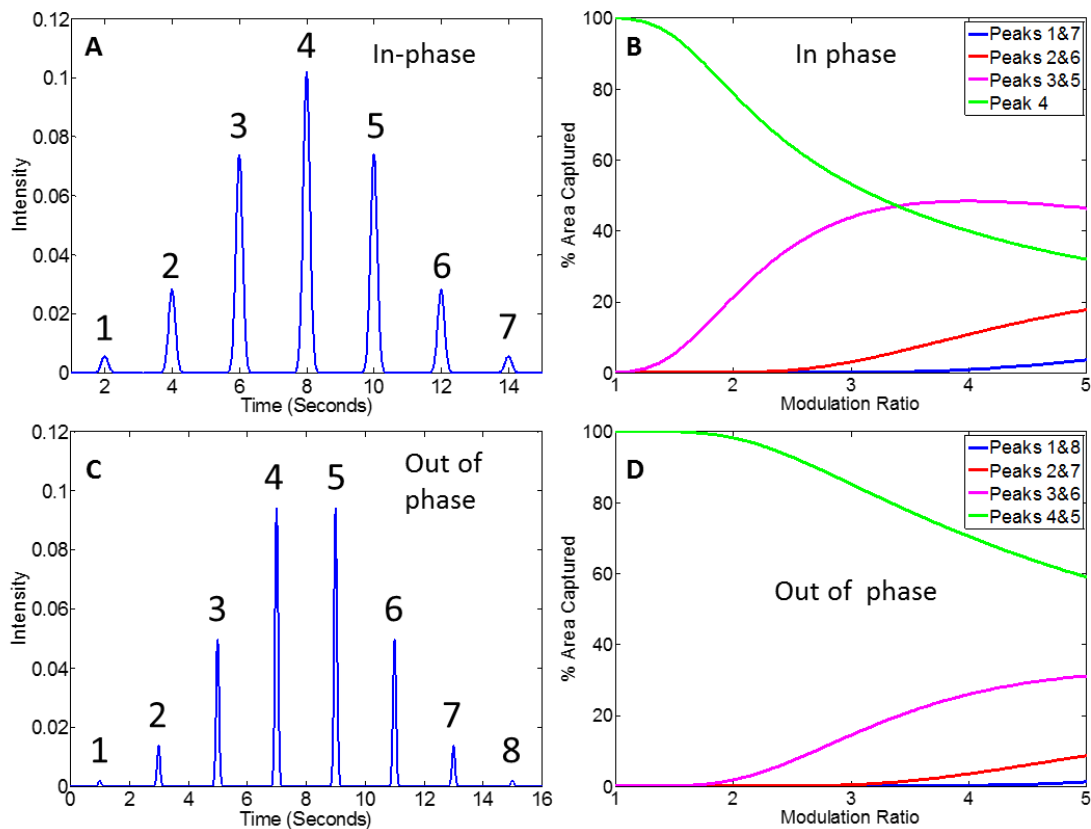 A
In-phase
0.12
0.1
0.08
0.06
0.04
0.02
0
Intensity
1
2
3
4
5
6
7
2
4
6
8
10
12
14
Time (Seconds)
B
In phase
Peaks 1&7
Peaks 2&6
Peaks 3&5
Peak 4
100
80
60
40
20
0
% Area Captured
1
2
3
4
5
Modulation Ratio
C
Out of
phase
0.12
0.1
0.08
0.06
0.04
0.02
0
Intensity
1
2
3
4
5
6
7
8
0
2
4
6
8
10
12
14
16
Time (Seconds)
D
Out of phase
Peaks 1&8
Peaks 2&7
Peaks 3&6
Peaks 4&5
100
80
60
40
20
0
% Area Captured
1
2
3
4
5
Modulation Ratio